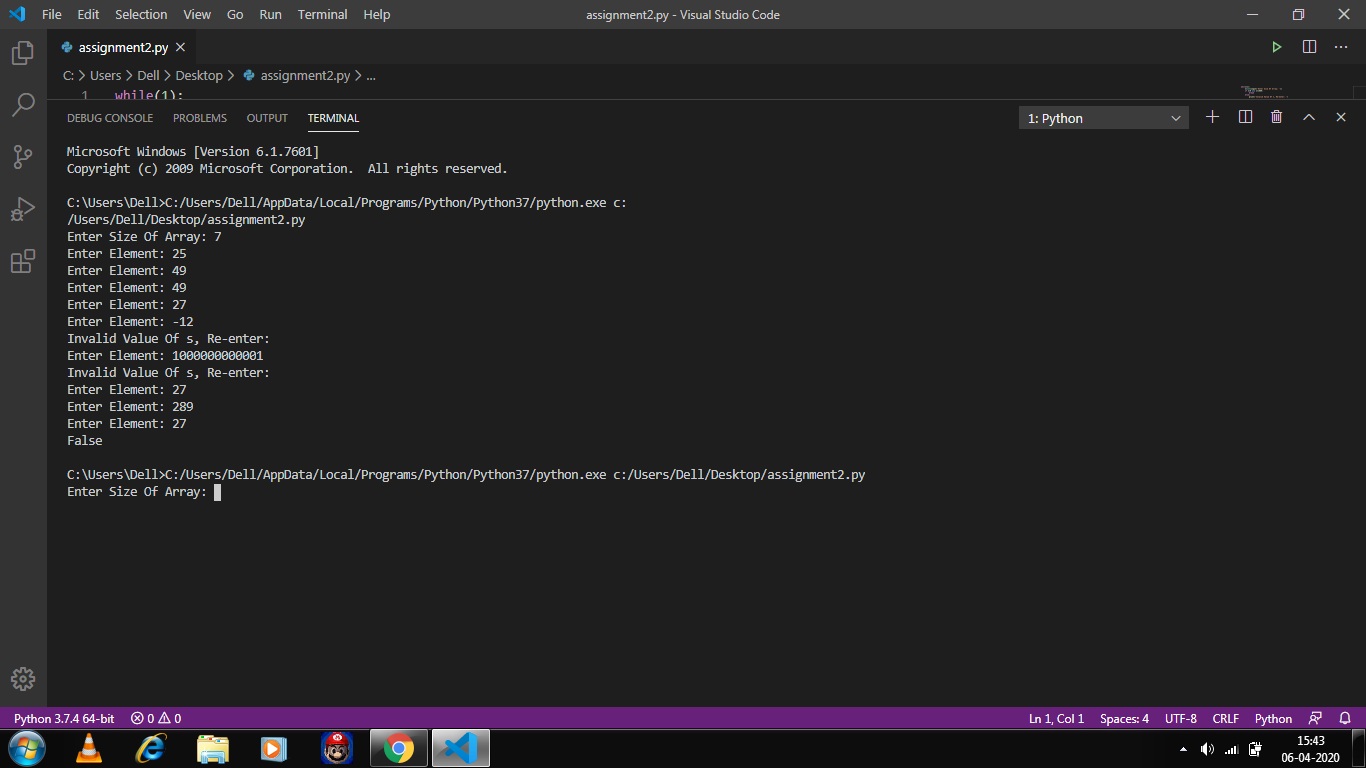 File Edit Selection View Go Run Terminal Help assignment2.py - Visual Studio Code
assignment2.py
C: > Users > Dell > Desktop > assignment2.py > ...
1 while(1):
DEBUG CONSOLE PROBLEMS OUTPUT TERMINAL 1: Python
Microsoft Windows [Version 6.1.7601]
Copyright (c) 2009 Microsoft Corporation.  All rights reserved.
C:\Users\Dell>C:/Users/Dell/AppData/Local/Programs/Python/Python37/python.exe c:
/Users/Dell/Desktop/assignment2.py
Enter Size Of Array: 7
Enter Element: 25
Enter Element: 49
Enter Element: 49
Enter Element: 27
Enter Element: -12
Invalid Value Of s, Re-enter:
Enter Element: 1000000000001
Invalid Value Of s, Re-enter:
Enter Element: 27
Enter Element: 289
Enter Element: 27
False
C:\Users\Dell>C:/Users/Dell/AppData/Local/Programs/Python/Python37/python.exe c:/Users/Dell/Desktop/assignment2.py
Enter Size Of Array:
Python 3.7.4 64-bit 0 0 Ln 1, Col 1 Spaces: 4 UTF-8 CRLF Python
15:43
06-04-2020